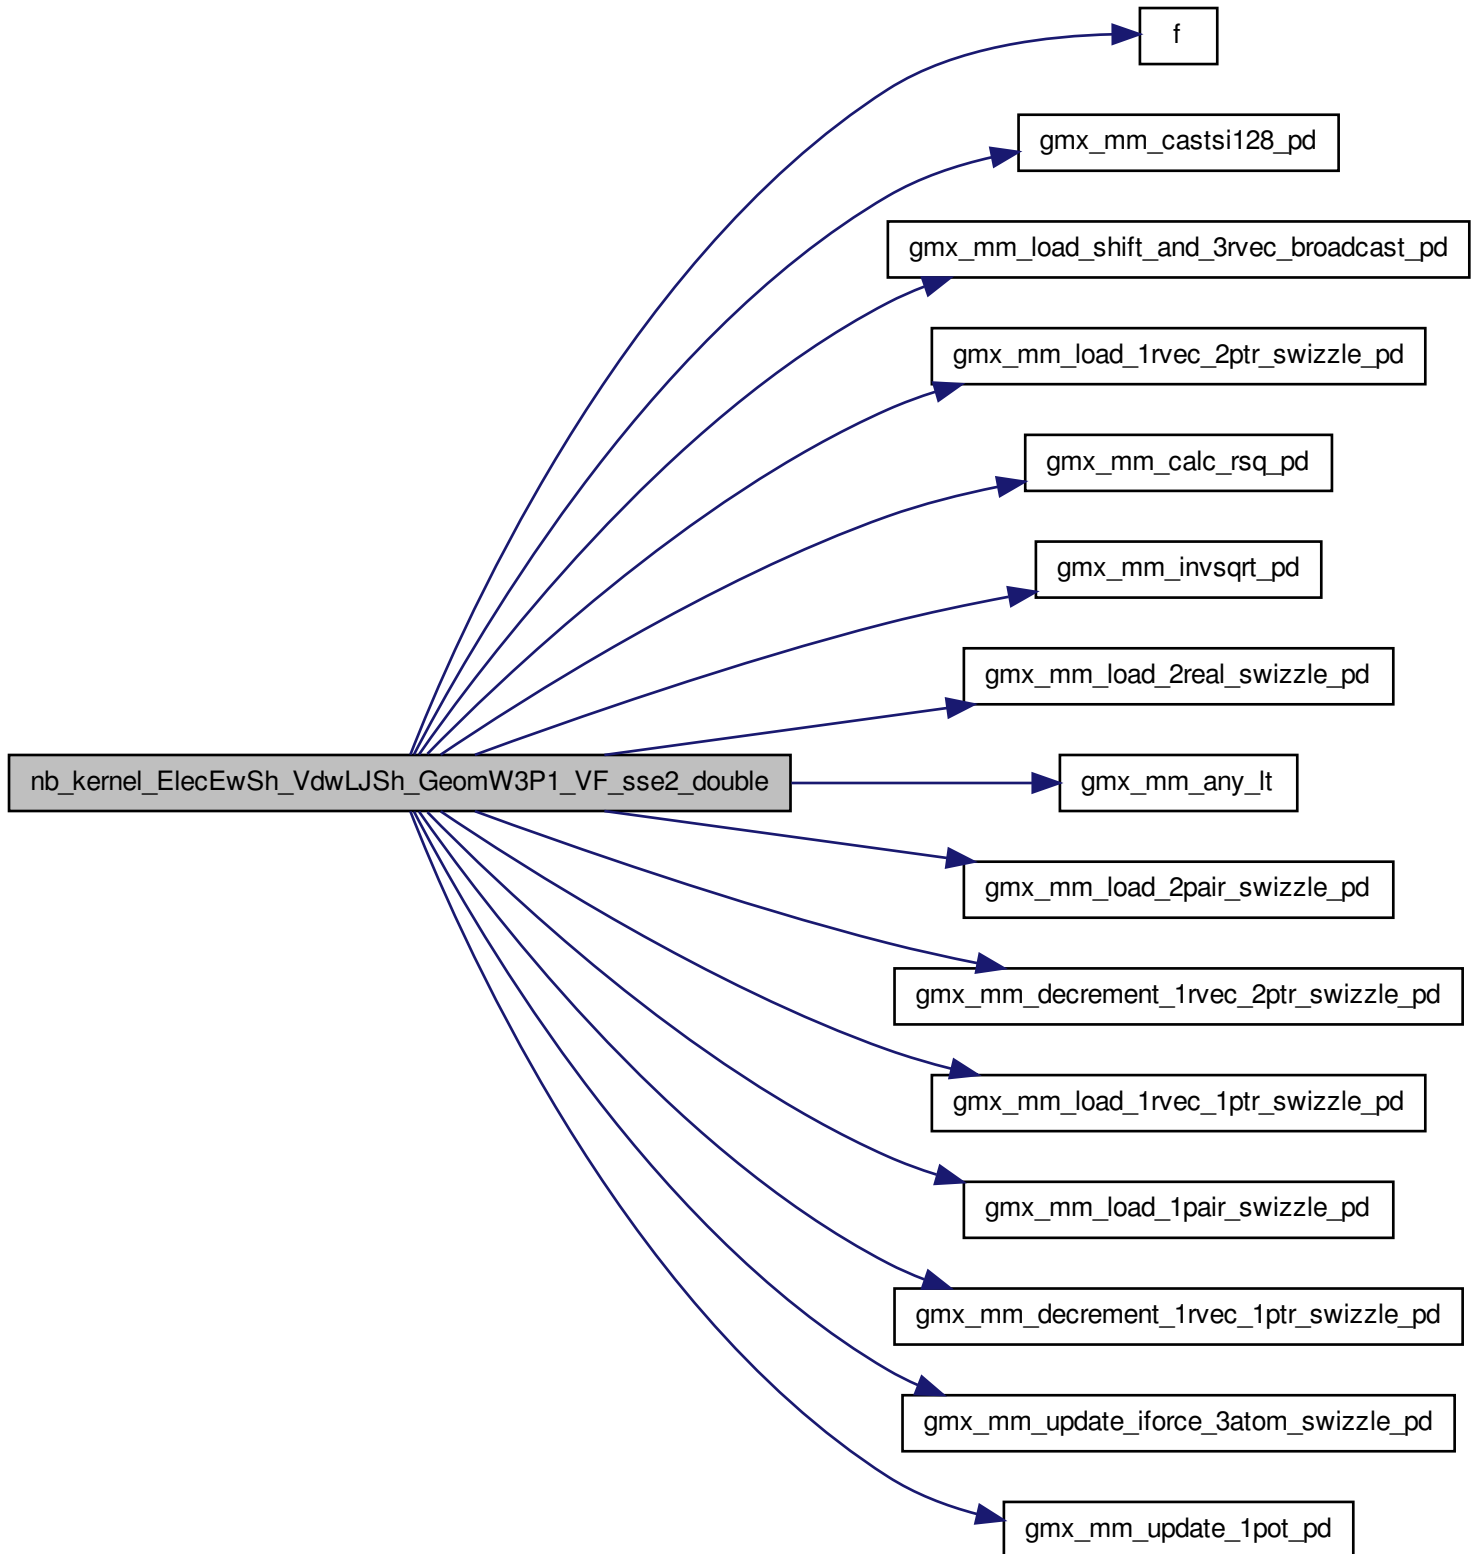 f
gmx_mm_castsi128_pd
gmx_mm_load_shift_and_3rvec_broadcast_pd
gmx_mm_load_1rvec_2ptr_swizzle_pd
gmx_mm_calc_rsq_pd
gmx_mm_invsqrt_pd
gmx_mm_load_2real_swizzle_pd
nb_kernel_ElecEwSh_VdwLJSh_GeomW3P1_VF_sse2_double
gmx_mm_any_lt
gmx_mm_load_2pair_swizzle_pd
gmx_mm_decrement_1rvec_2ptr_swizzle_pd
gmx_mm_load_1rvec_1ptr_swizzle_pd
gmx_mm_load_1pair_swizzle_pd
gmx_mm_decrement_1rvec_1ptr_swizzle_pd
gmx_mm_update_iforce_3atom_swizzle_pd
gmx_mm_update_1pot_pd